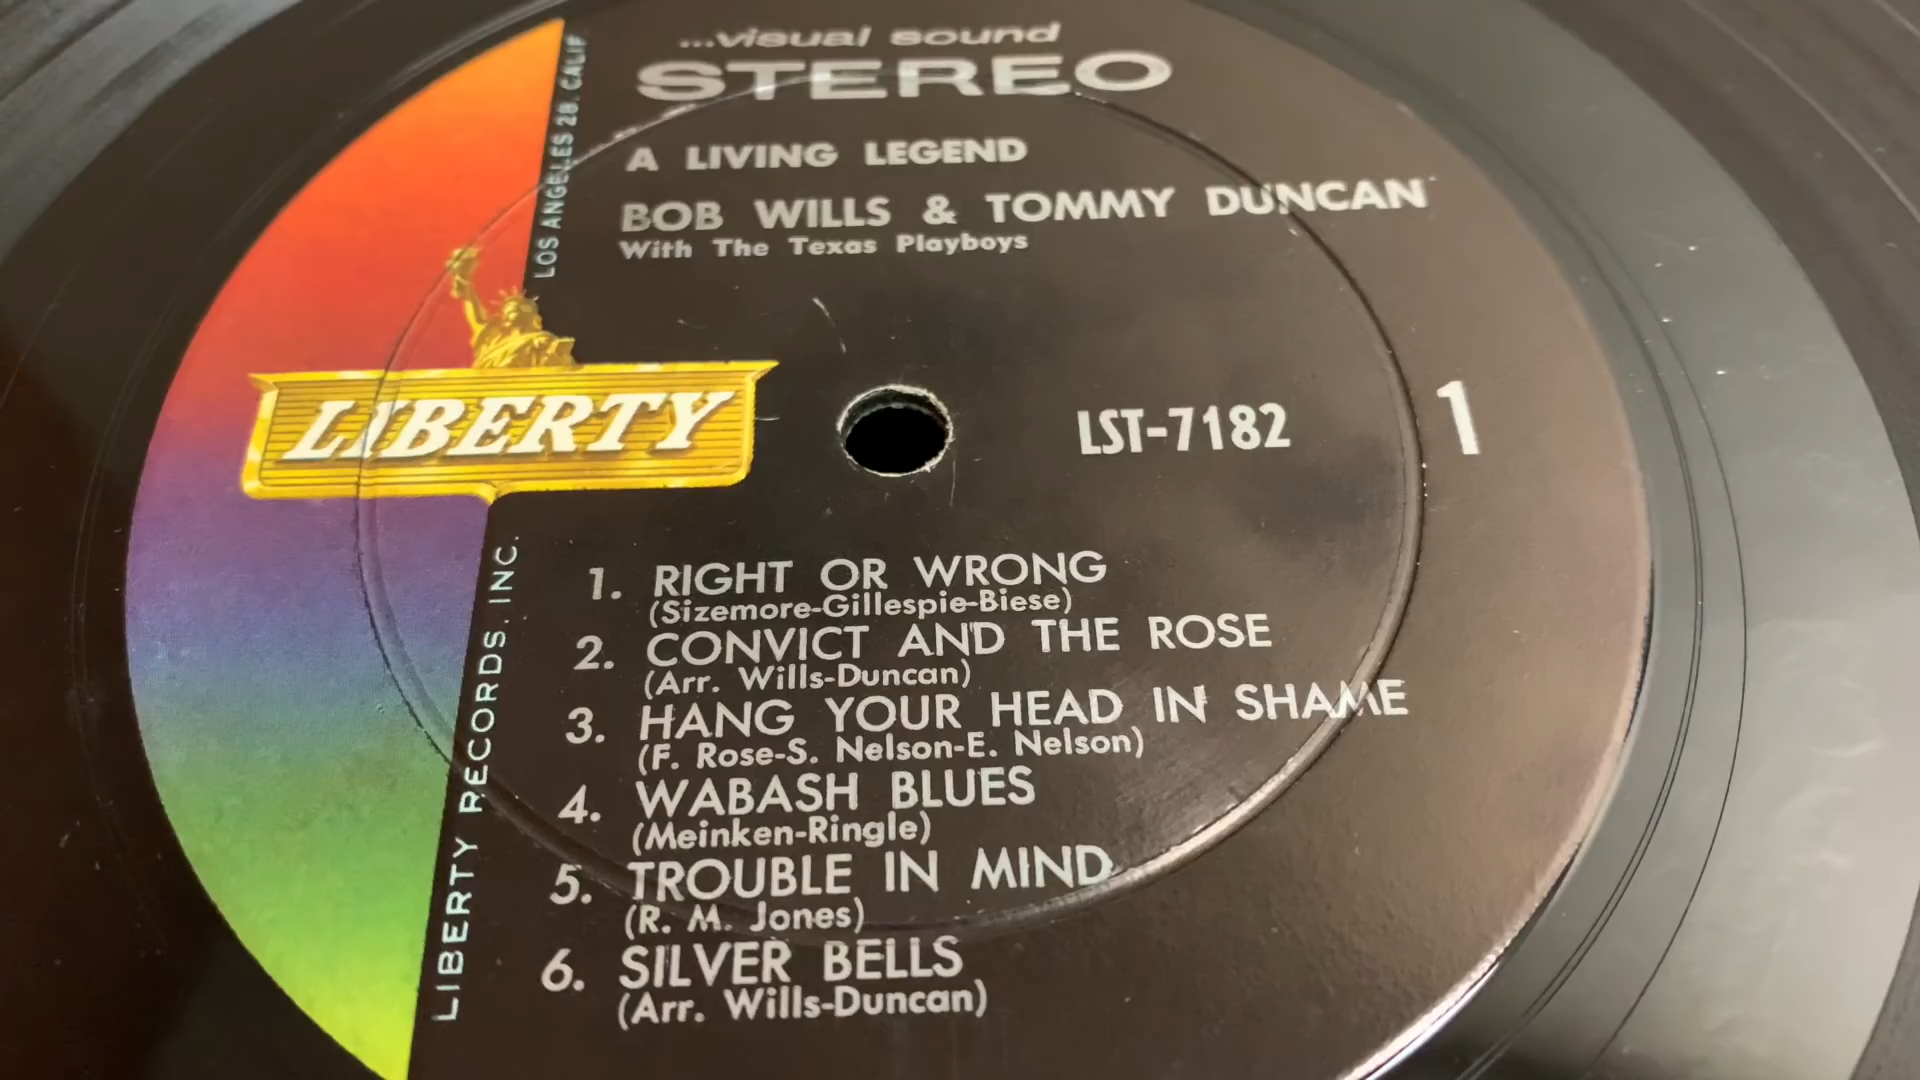 ...visual sound
STEREO
A LIVING LEGEND
BOB WILLS & TOMMY DUNCAN
With The Texas Playboys
LIBERTY
LST-7182
1
1. RIGHT OR WRONG
(Sizemore-Gillespie-Biese)
2. CONVICT AND THE ROSE
(Arr. Wills-Duncan)
3. HANG YOUR HEAD IN SHAME
(F. Rose-S. Nelson-E. Nelson)
4. WABASH BLUES
(Meinken-Ringle)
5. TROUBLE IN MIND
(R. M. Jones)
6. SILVER BELLS
(Arr. Wills-Duncan)
LIBERTY RECORDS, INC.
LOS ANGELES 28, CALIF